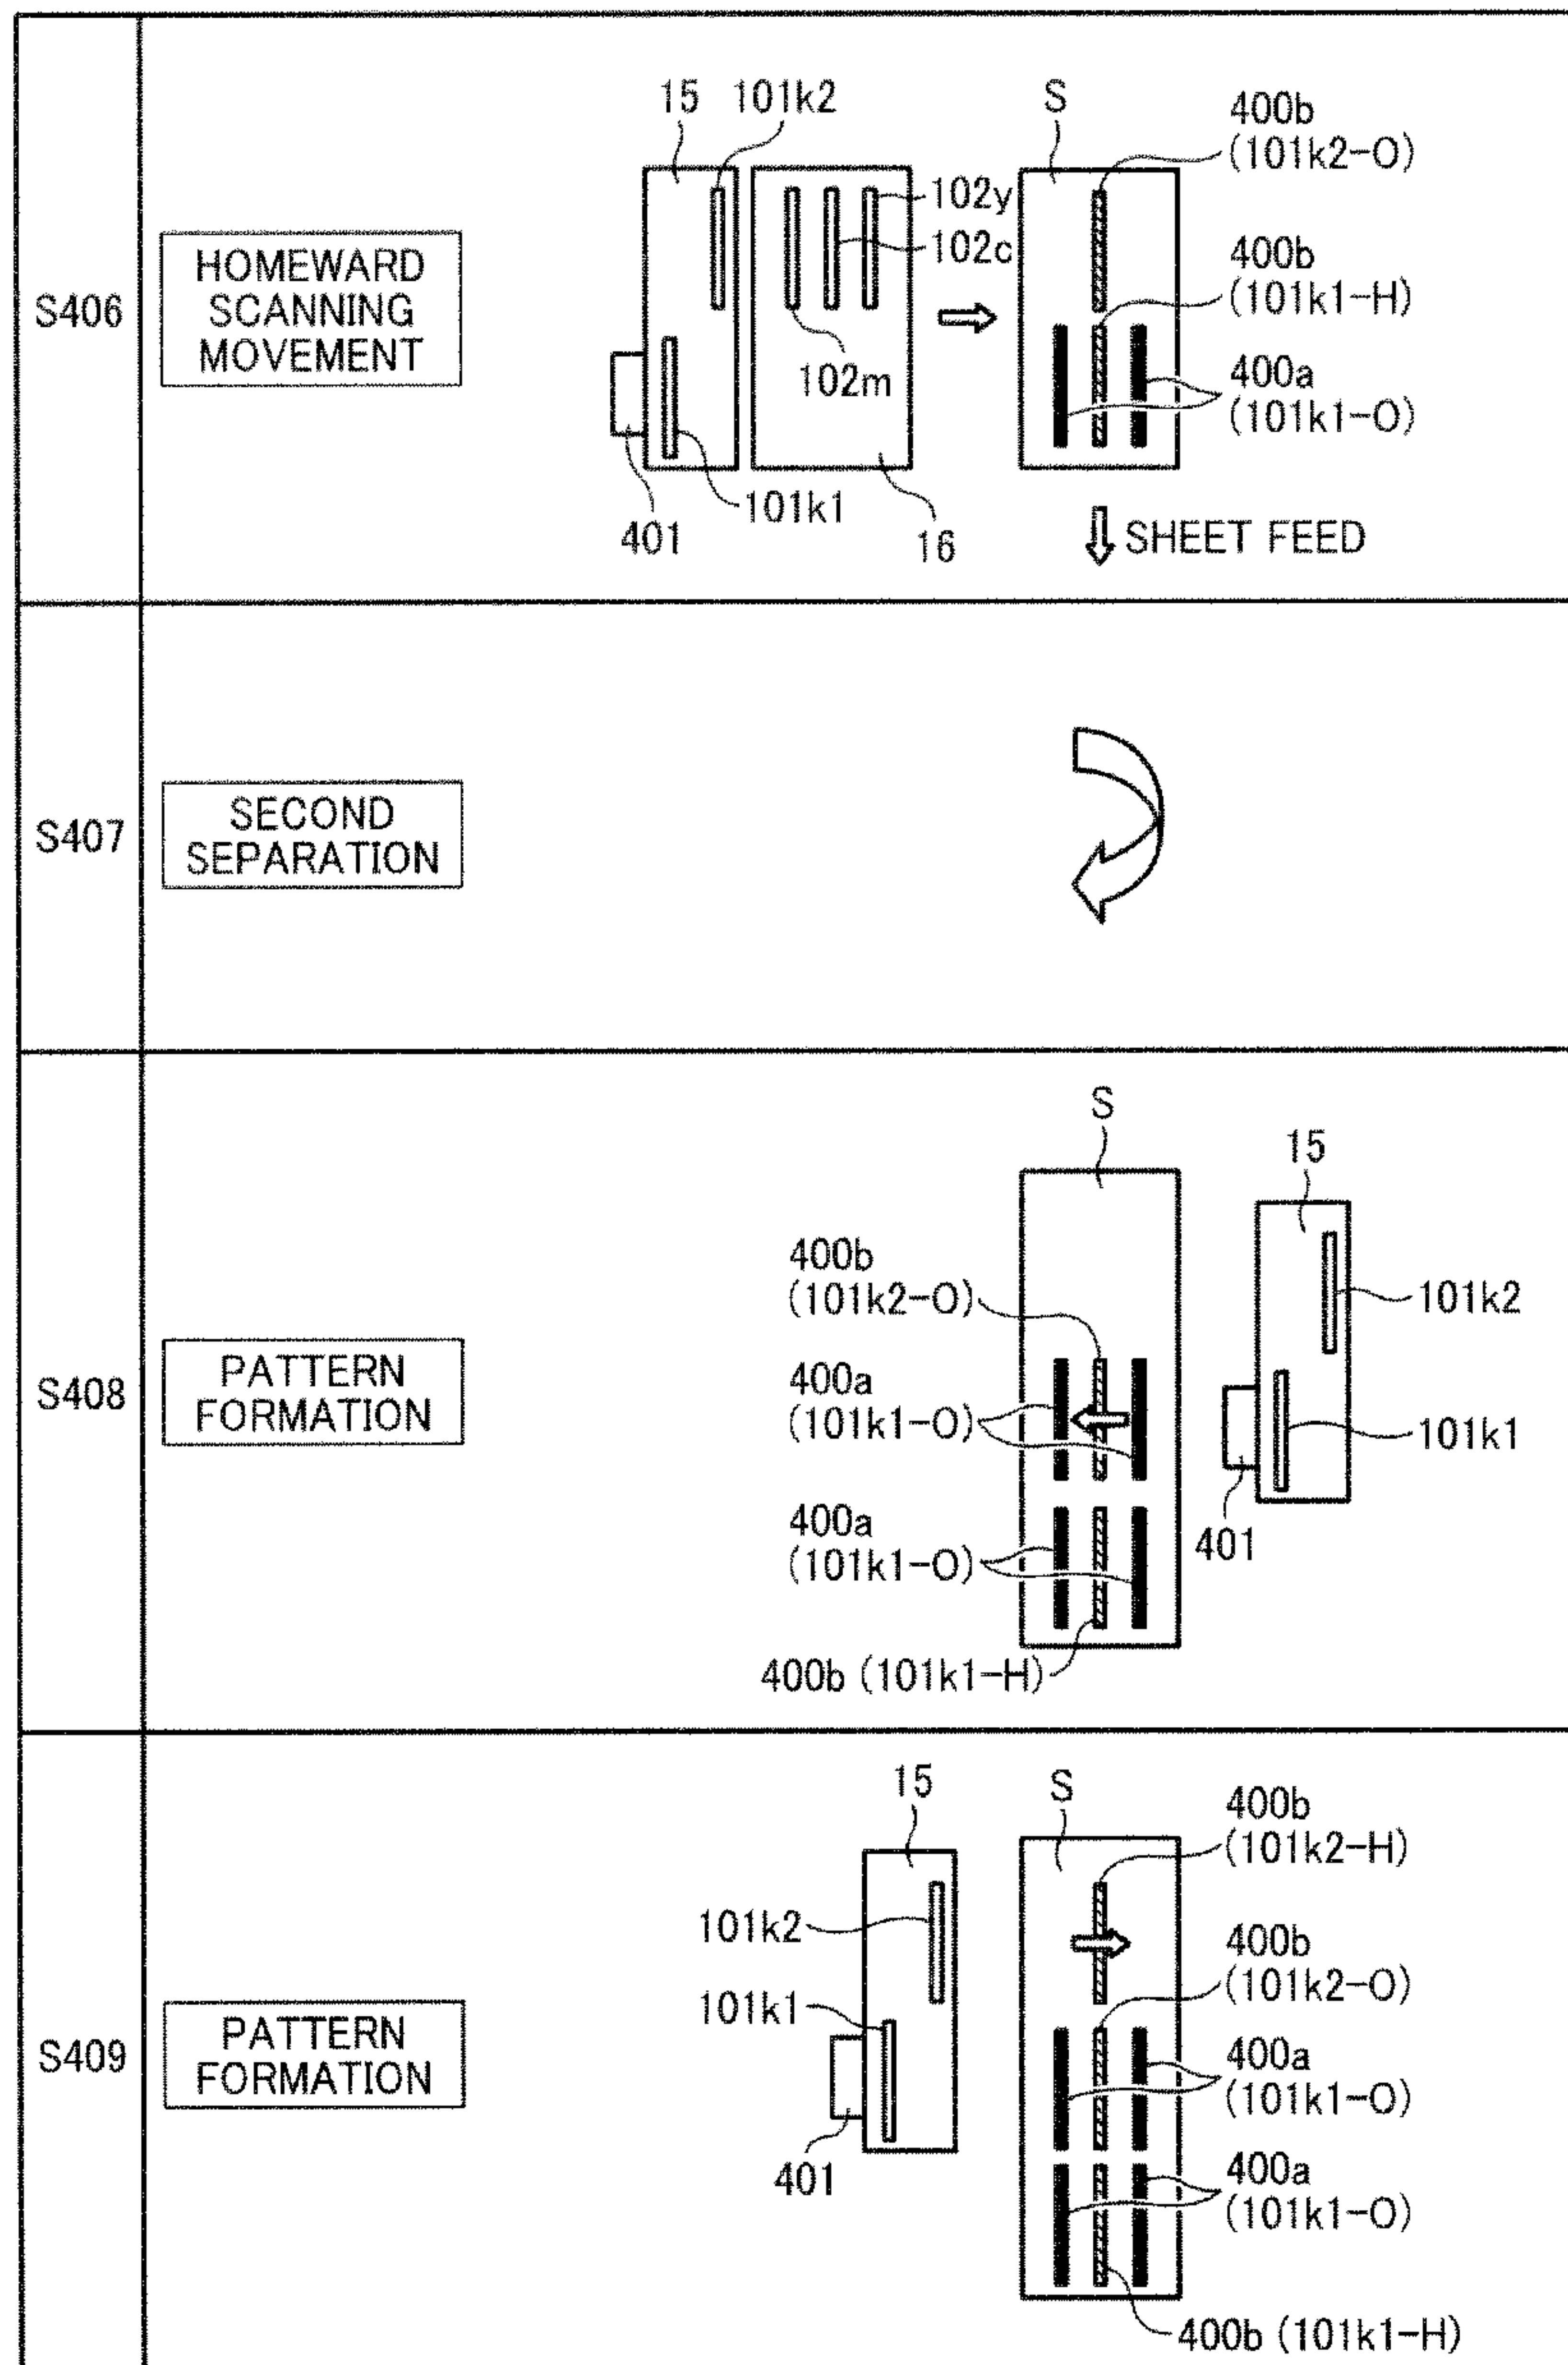 S406
HOMEWARD
SCANNING
MOVEMENT
15
101k2
102y
102c
102m
101k1
401
16
S
400b
(101k2-O)
400b
(101k1-H)
400a
(101k1-O)
SHEET FEED
S407
SECOND
SEPARATION
S408
PATTERN
FORMATION
S
15
400b
(101k2-O)
400a
(101k1-O)
400a
(101k1-O)
400b (101k1-H)
101k2
101k1
401
S409
PATTERN
FORMATION
15
101k2
101k1
401
S
400b
(101k2-H)
400b
(101k2-O)
400a
(101k1-O)
400a
(101k1-O)
400b (101k1-H)